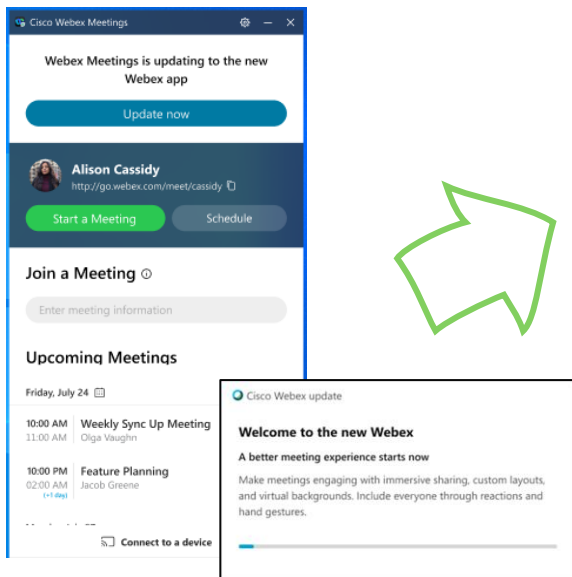 Cisco Webex Meetings
Webex Meetings is updating to the new
Webex app
Update now
Alison Cassidy
http://go.webex.com/meet/cassidy
Start a Meeting
Schedule
Join a Meeting
Enter meeting information
Upcoming Meetings
Friday, July 24
10:00 AM Weekly Sync Up Meeting
11:00 AM Olga Vaughn
10:00 PM Feature Planning
02:00 AM Jacob Greene
(+1 day)
Connect to a device
Cisco Webex update
Welcome to the new Webex
A better meeting experience starts now
Make meetings engaging with immersive sharing, custom layouts,
and virtual backgrounds. Include everyone through reactions and
hand gestures.